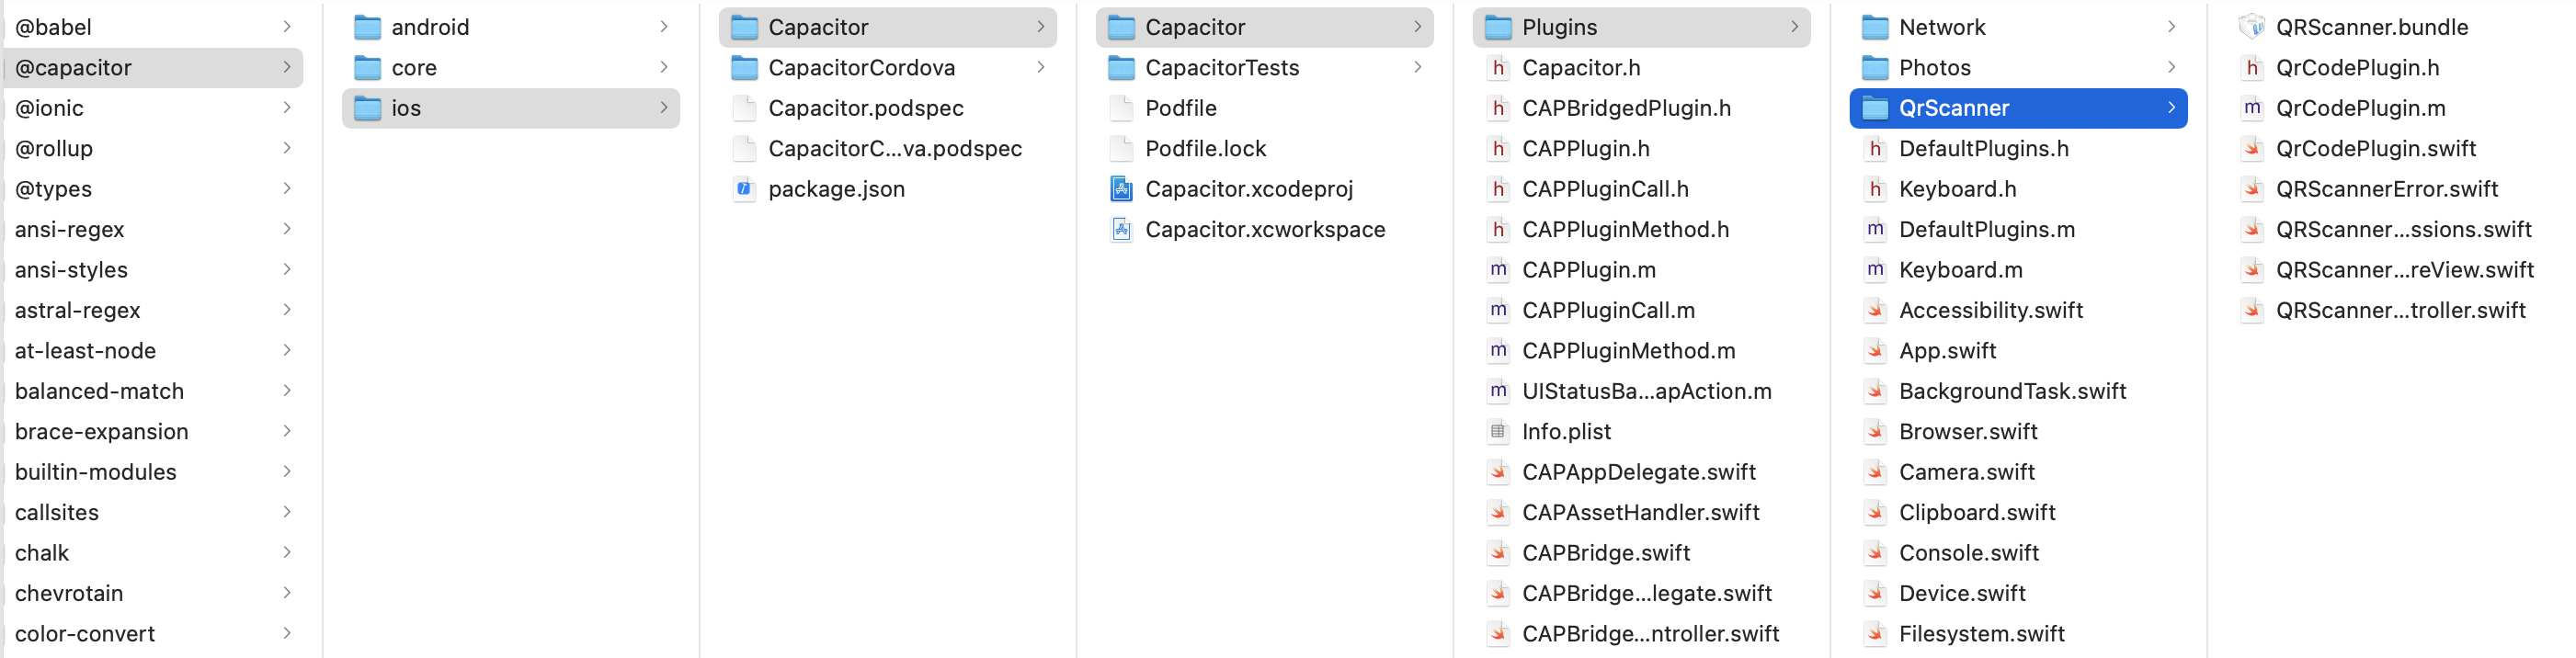 @babel
@capacitor
@ionic
@rollup
@types
ansi-regex
ansi-styles
astral-regex
at-least-node
balanced-match
brace-expansion
builtin-modules
callsites
chalk
chevrotain
color-convert
android
core
ios
Capacitor
CapacitorCordova
Capacitor.podspec
CapacitorC...va.podspec
package.json
Capacitor
CapacitorTests
Podfile
Podfile.lock
Capacitor.xcodeproj
Capacitor.xcworkspace
Plugins
Capacitor.h
CAPBridgedPlugin.h
CAPPlugin.h
CAPPluginCall.h
CAPPluginMethod.h
CAPPlugin.m
CAPPluginCall.m
CAPPluginMethod.m
UIStatusBa...apAction.m
Info.plist
CAPAppDelegate.swift
CAPAssetHandler.swift
CAPBridge.swift
CAPBridge...legate.swift
CAPBridge...ntroller.swift
Network
Photos
QrScanner
DefaultPlugins.h
Keyboard.h
DefaultPlugins.m
Keyboard.m
Accessibility.swift
App.swift
BackgroundTask.swift
Browser.swift
Camera.swift
Clipboard.swift
Console.swift
Device.swift
Filesystem.swift
QRScanner.bundle
QrCodePlugin.h
QrCodePlugin.m
QrCodePlugin.swift
QRScannerError.swift
QRScanner...ssions.swift
QRScanner...reView.swift
QRScanner...troller.swift